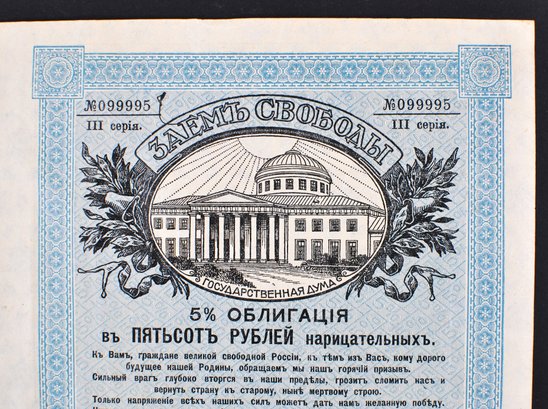 №099995 №099995
III серія. III серія.
ЗАЕМЪ СВОБОДЫ
ГОСУДАРСТВЕННАЯ ДУМА
5% ОБЛИГАЦІЯ
въ ПЯТЬСОТЪ РУБЛЕЙ нарицательныхъ.
Къ Вамъ, граждане великой свободной Россіи, къ тѣмъ изъ Васъ, кому дорого
будущее нашей Родины, обращаемъ мы нашъ горячій призывъ.
Сильный врагъ глубоко вторгся въ наши предѣлы, грозитъ сломить насъ и
вернуть страну къ старому, нынѣ мертвому строю.
Только напряженіе всѣхъ нашихъ силъ можетъ дать намъ желанную побѣду.